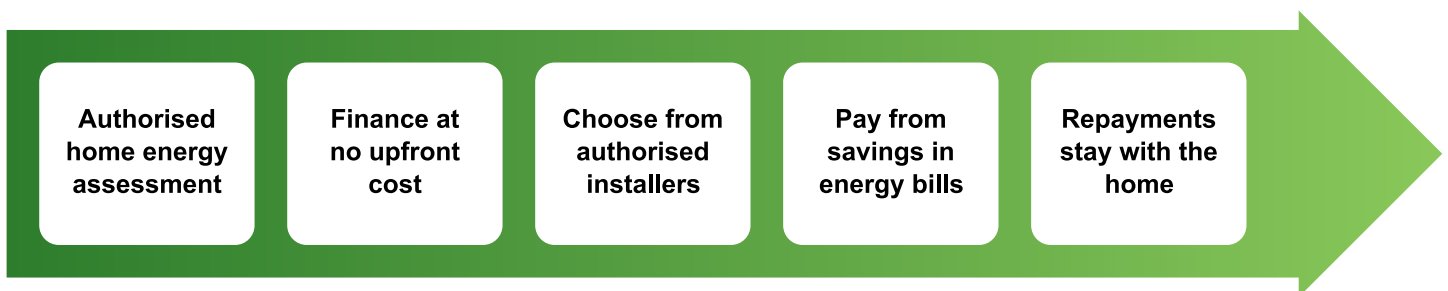 Authorised
home energy
assessment
Finance at
no upfront
cost
Choose from
authorised
installers
Pay from
savings in
energy bills
Repayments
stay with the
home